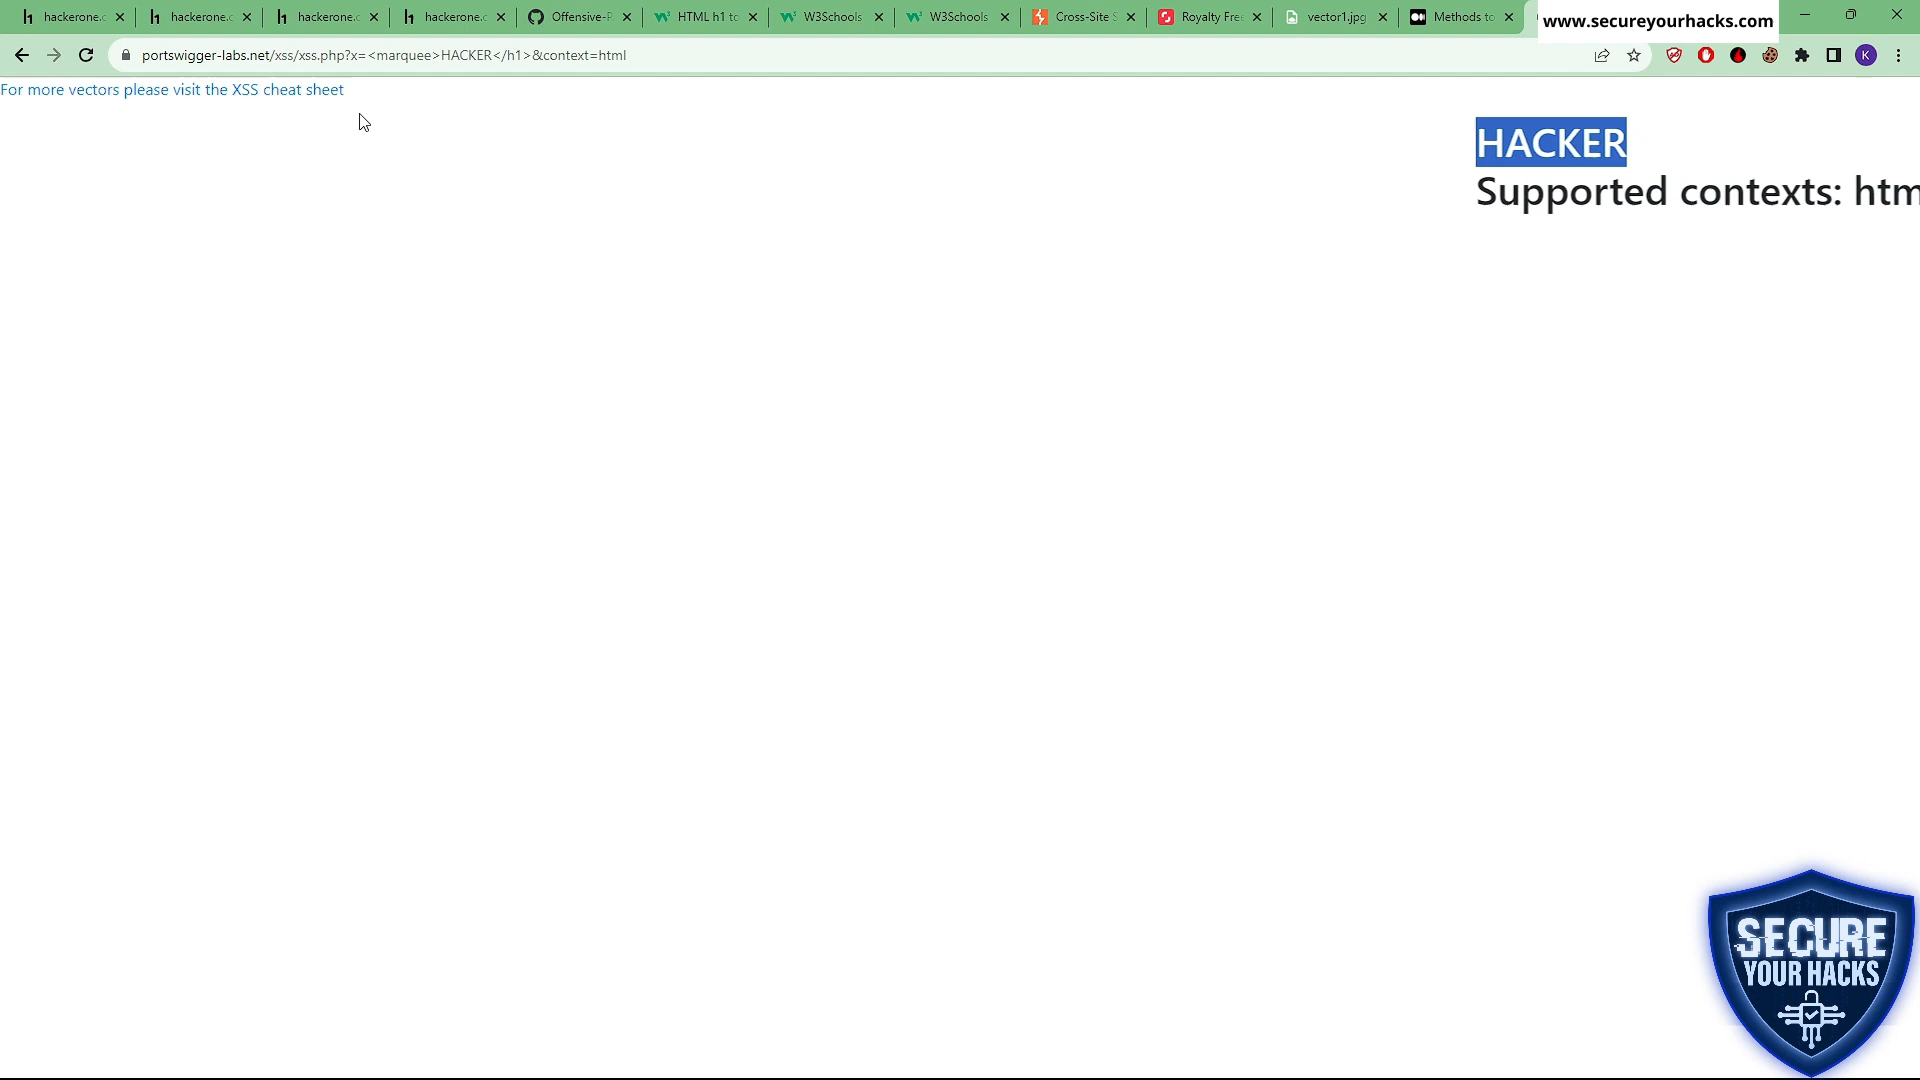 hackerone.c
hackerone.c
hackerone.c
hackerone.c
Offensive-P
HTML h1 to
W3Schools
W3Schools
Cross-Site S
Royalty Free
vector1.jpg
Methods to
www.secureyourhacks.com
portswigger-labs.net/xss/xss.php?x=<marquee>HACKER</h1>&context=html
K
For more vectors please visit the XSS cheat sheet
HACKER
Supported contexts: htm
SECURE
YOUR HACKS